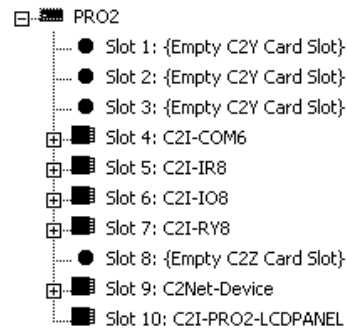 PRO2
Slot 1: {Empty C2Y Card Slot}
Slot 2: {Empty C2Y Card Slot}
Slot 3: {Empty C2Y Card Slot}
Slot 4: C2I-COM6
Slot 5: C2I-IR8
Slot 6: C2I-IO8
Slot 7: C2I-RY8
Slot 8: {Empty C2Z Card Slot}
Slot 9: C2Net-Device
Slot 10: C2I-PRO2-LCDPANEL